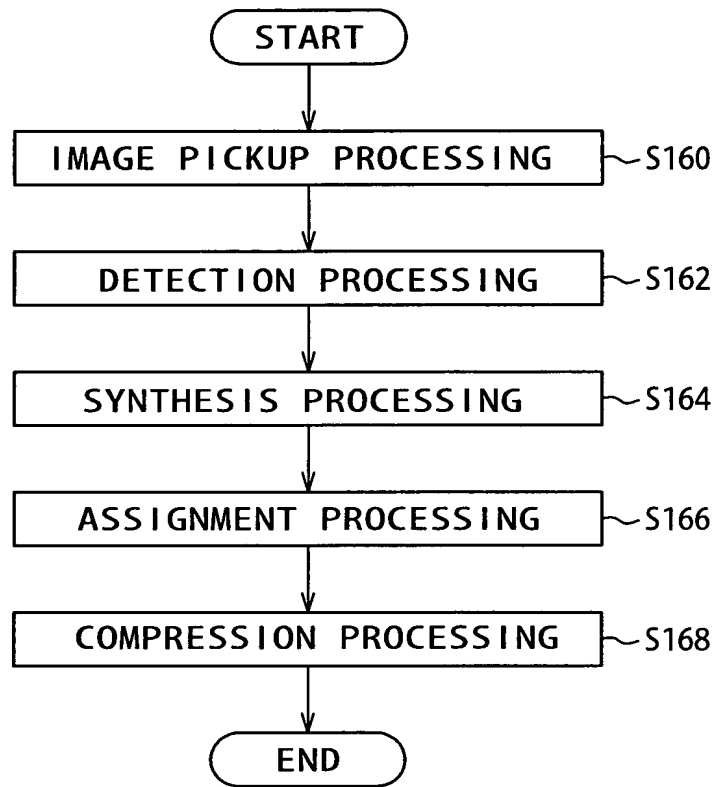 START
IMAGE PICKUP PROCESSING S160
DETECTION PROCESSING S162
SYNTHESIS PROCESSING S164
ASSIGNMENT PROCESSING S166
COMPRESSION PROCESSING S168
END